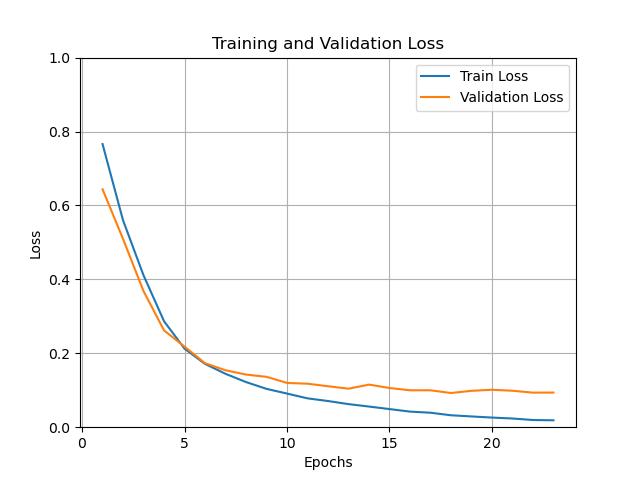 Training and Validation Loss
1.0
Train Loss
Validation Loss
0.8
0.6
Loss
0.4
0.2
0.0
0 5 10 15 20
Epochs